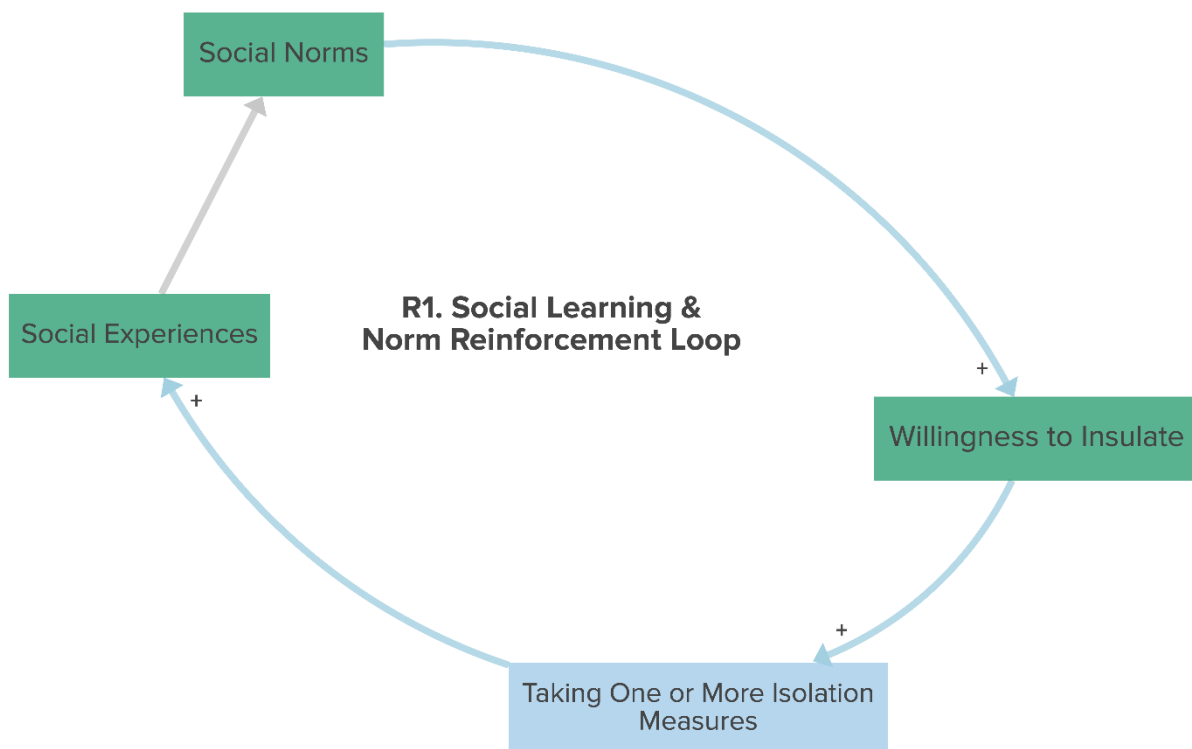 Social Norms
Social Experiences
R1. Social Learning &
Norm Reinforcement Loop
+
+
Willingness to Insulate
+
Taking One or More Isolation
Measures